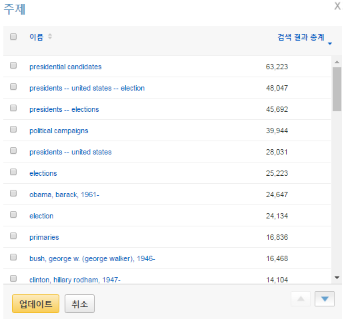 주제
X
이름 검색 결과 총계
presidential candidates 63,223
presidents -- united states -- election 48,047
presidents -- elections 45,692
political campaigns 39,944
presidents -- united states 28,031
elections 25,223
obama, barack, 1961- 24,647
election 24,134
primaries 16,836
bush, george w. (george walker), 1946- 16,468
clinton, hillary rodham, 1947- 14,104
업데이트 취소